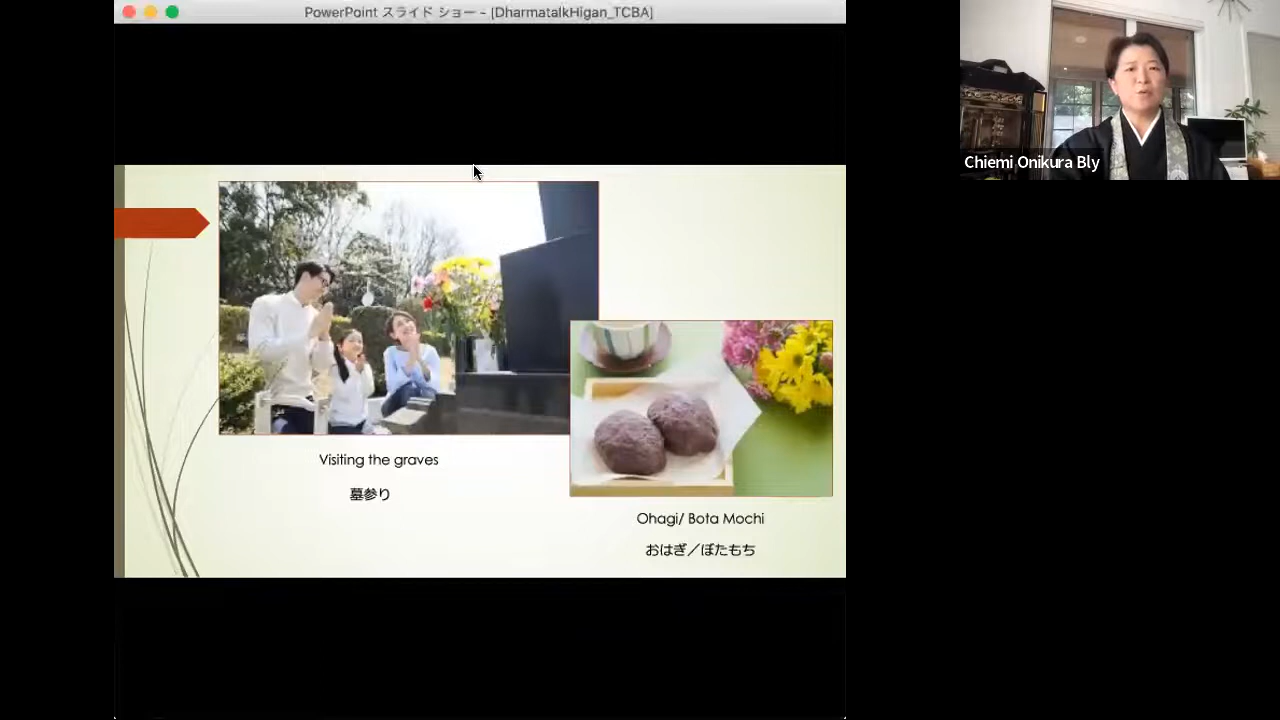 PowerPoint スライド ショー - [DharmatalkHigan_TCBA]
Chiemi Onikura Bly
Visiting the graves
墓参り
Ohagi/ Bota Mochi
おはぎ／ぼたもち